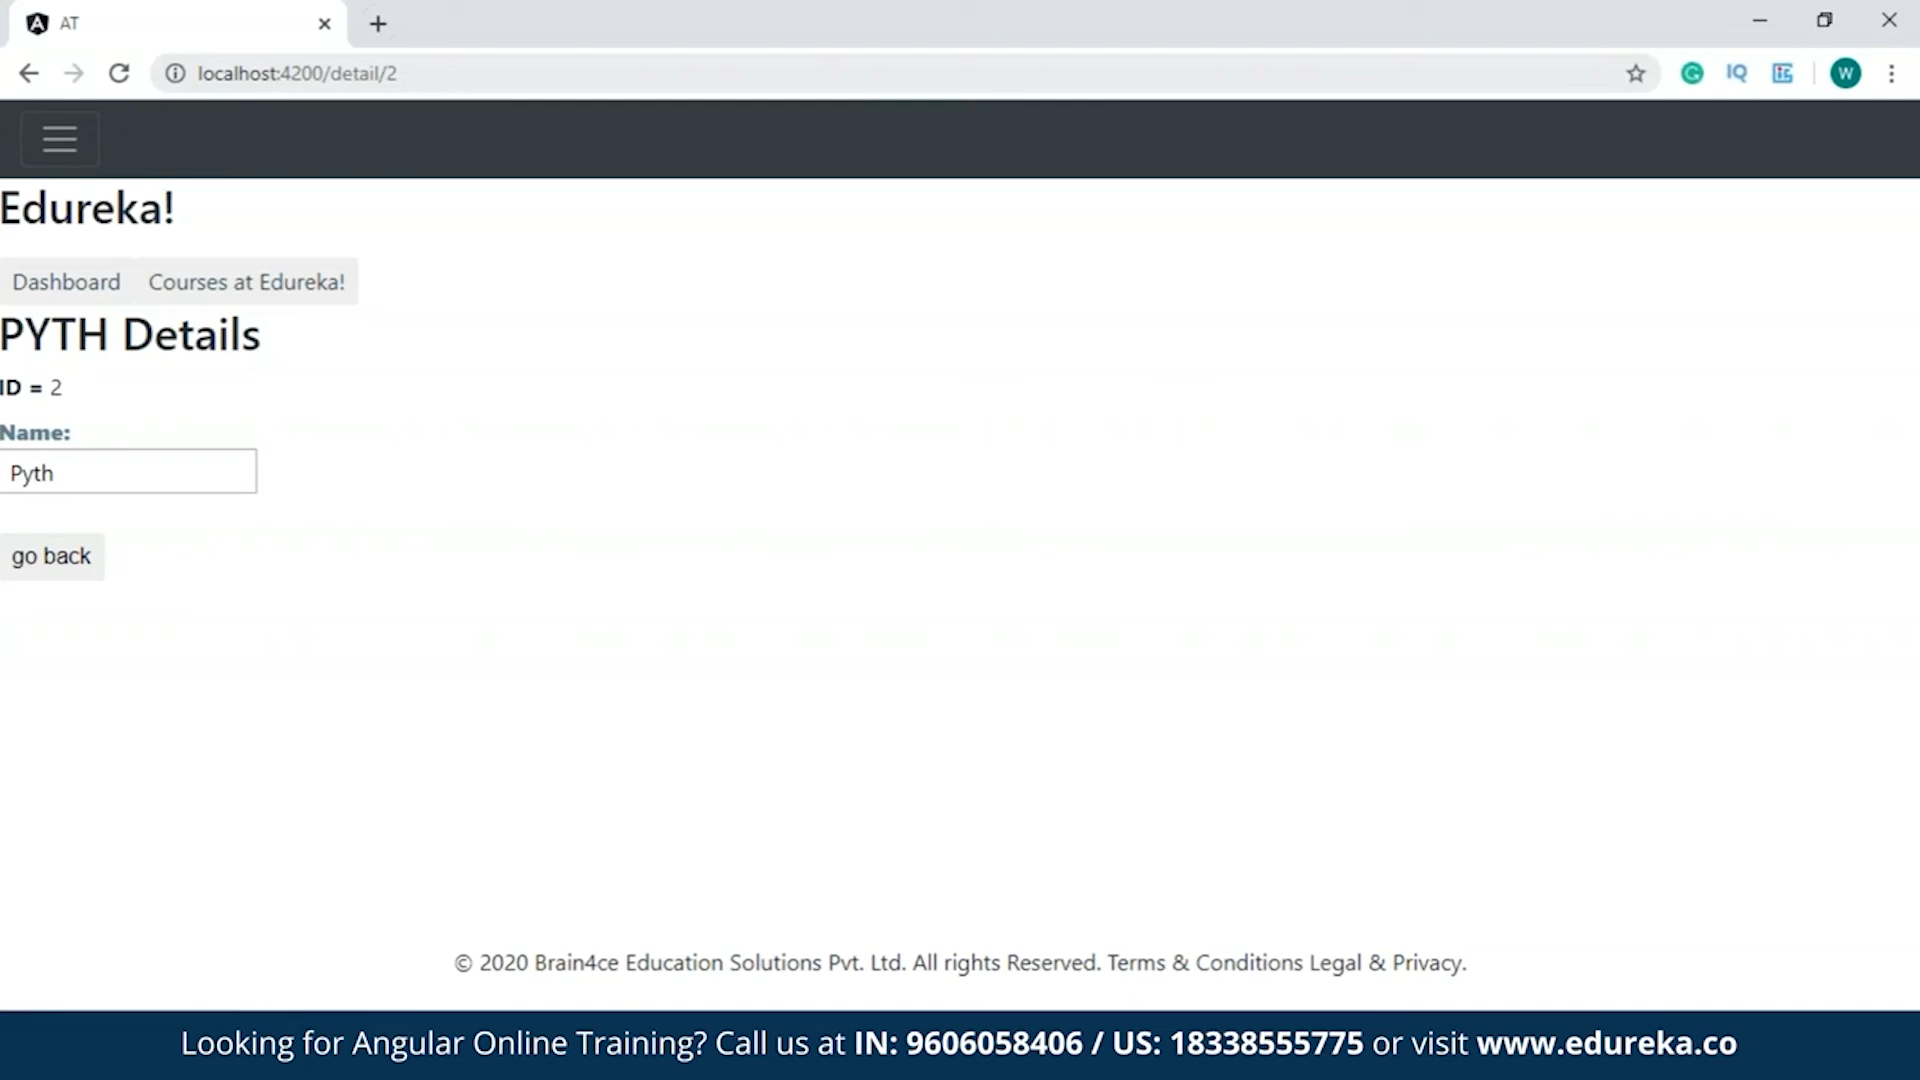 AT
localhost:4200/detail/2
IQ
W
Edureka!
Dashboard Courses at Edureka!
PYTH Details
ID = 2
Name:
Pyth
go back
© 2020 Brain4ce Education Solutions Pvt. Ltd. All rights Reserved. Terms & Conditions Legal & Privacy.
Looking for Angular Online Training? Call us at IN: 9606058406 / US: 18338555775 or visit www.edureka.co